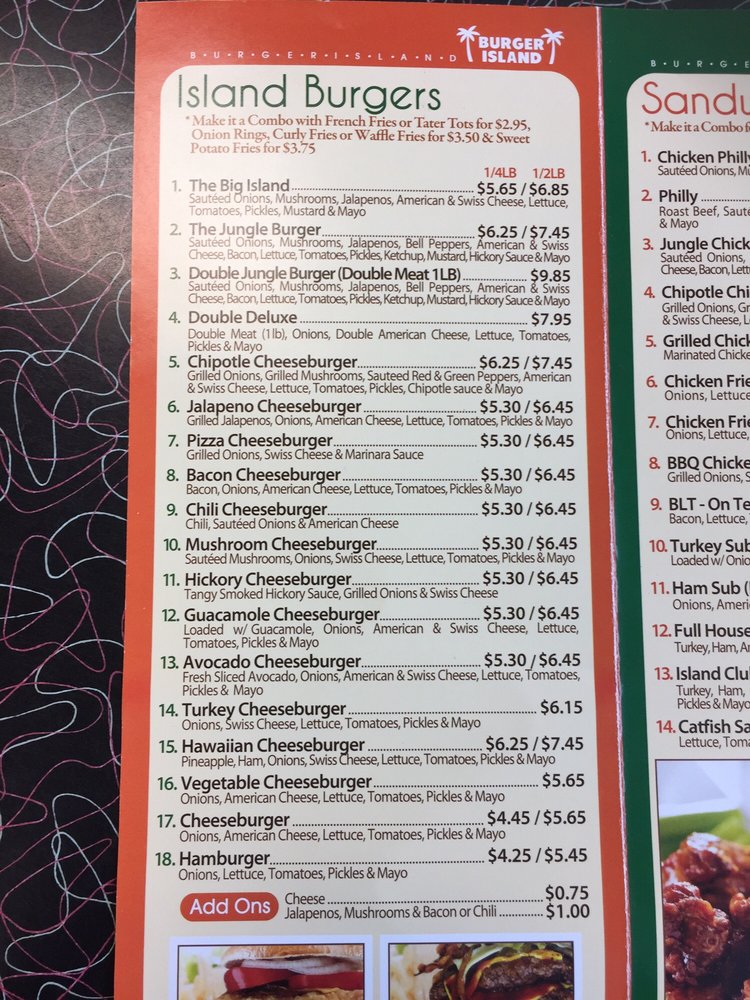 B·U·R·G·E·R·I·S·L·A·N·D
BURGER
ISLAND
Island Burgers
*Make it a Combo with French Fries or Tater Tots for $2.95,
Onion Rings, Curly Fries or Waffle Fries for $3.50 & Sweet
Potato Fries for $3.75
1/4LB 1/2LB
1. The Big Island $5.65 / $6.85
Sautéed Onions, Mushrooms, Jalapenos, American & Swiss Cheese, Lettuce,
Tomatoes, Pickles, Mustard & Mayo
2. The Jungle Burger $6.25 / $7.45
Sautéed Onions, Mushrooms, Jalapenos, Bell Peppers, American & Swiss
Cheese, Bacon, Lettuce, Tomatoes, Pickles, Ketchup, Mustard, Hickory Sauce & Mayo
3. Double Jungle Burger (Double Meat 1LB) $9.85
Sautéed Onions, Mushrooms, Jalapenos, Bell Peppers, American & Swiss
Cheese, Bacon, Lettuce, Tomatoes, Pickles, Ketchup, Mustard, Hickory Sauce & Mayo
4. Double Deluxe $7.95
Double Meat (1lb), Onions, Double American Cheese, Lettuce, Tomatoes,
Pickles & Mayo
5. Chipotle Cheeseburger $6.25 / $7.45
Grilled Onions, Grilled Mushrooms, Sauteed Red & Green Peppers, American
& Swiss Cheese, Lettuce, Tomatoes, Pickles, Chipotle sauce & Mayo
6. Jalapeno Cheeseburger $5.30 / $6.45
Grilled Jalapenos, Onions, American Cheese, Lettuce, Tomatoes, Pickles & Mayo
7. Pizza Cheeseburger $5.30 / $6.45
Grilled Onions, Swiss Cheese & Marinara Sauce
8. Bacon Cheeseburger $5.30 / $6.45
Bacon, Onions, American Cheese, Lettuce, Tomatoes, Pickles & Mayo
9. Chili Cheeseburger $5.30 / $6.45
Chili, Sautéed Onions & American Cheese
10. Mushroom Cheeseburger $5.30 / $6.45
Sautéed Mushrooms, Onions, Swiss Cheese, Lettuce, Tomatoes, Pickles & Mayo
11. Hickory Cheeseburger $5.30 / $6.45
Tangy Smoked Hickory Sauce, Grilled Onions & Swiss Cheese
12. Guacamole Cheeseburger $5.30 / $6.45
Loaded w/ Guacamole, Onions, American & Swiss Cheese, Lettuce,
Tomatoes, Pickles & Mayo
13. Avocado Cheeseburger $5.30 / $6.45
Fresh Sliced Avocado, Onions, American & Swiss Cheese, Lettuce, Tomatoes,
Pickles & Mayo
14. Turkey Cheeseburger $6.15
Onions, Swiss Cheese, Lettuce, Tomatoes, Pickles & Mayo
15. Hawaiian Cheeseburger $6.25 / $7.45
Pineapple, Ham, Onions, Swiss Cheese, Lettuce, Tomatoes, Pickles & Mayo
16. Vegetable Cheeseburger $5.65
Onions, American Cheese, Lettuce, Tomatoes, Pickles & Mayo
17. Cheeseburger $4.45 / $5.65
Onions, American Cheese, Lettuce, Tomatoes, Pickles & Mayo
18. Hamburger $4.25 / $5.45
Onions, Lettuce, Tomatoes, Pickles & Mayo
Add Ons
Cheese $0.75
Jalapenos, Mushrooms & Bacon or Chili $1.00
B·U·R·G·E
Sandu
*Make it a Combo f
1. Chicken Philly
Sautéed Onions, Mu
2. Philly
Roast Beef, Saute
& Mayo
3. Jungle Chick
Sautéed Onions,
Cheese, Bacon, Lett
4. Chipotle Chi
Grilled Onions, Gr
& Swiss Cheese, L
5. Grilled Chick
Marinated Chicke
6. Chicken Frie
Onions, Lettuce
7. Chicken Frie
Onions, Lettuce,
8. BBQ Chicke
Grilled Onions, S
9. BLT - On Te
Bacon, Lettuce,
10. Turkey Sub
Loaded w/ Onio
11. Ham Sub (
Onions, Ameri
12. Full House
Turkey, Ham, A
13. Island Clu
Turkey, Ham,
Pickles & Mayo
14. Catfish Sa
Lettuce, Toma